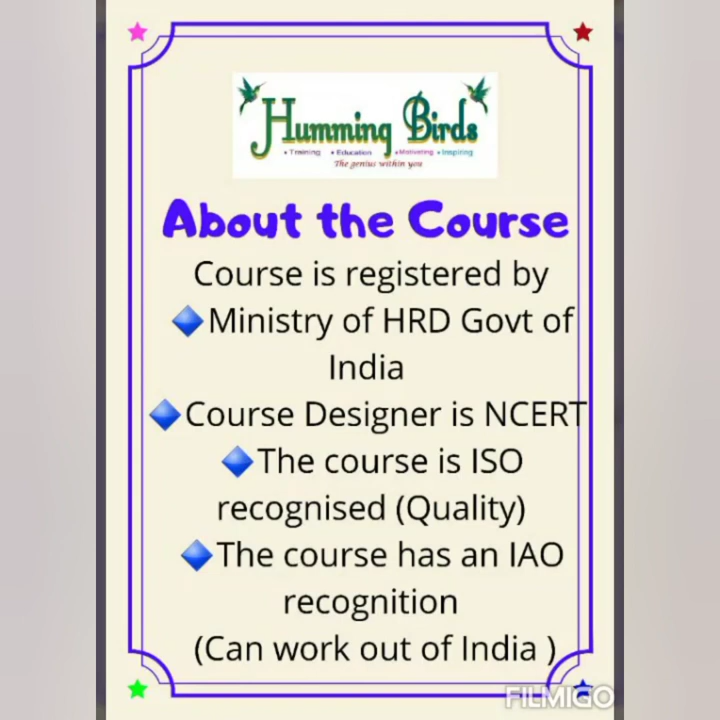 Humming Birds
• Training • Education • Motivating • Inspiring
The genius within you
About the Course
Course is registered by
🔷Ministry of HRD Govt of
India
🔷Course Designer is NCERT
🔷The course is ISO
recognised (Quality)
🔷The course has an IAO
recognition
(Can work out of India )
FILMIGO